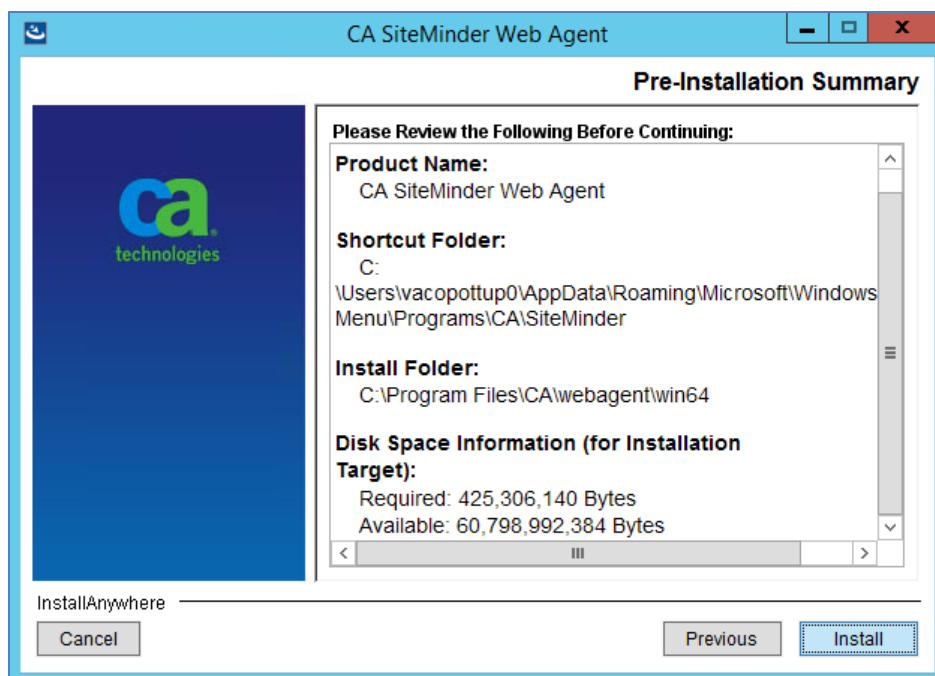 CA SiteMinder Web Agent
Pre-Installation Summary
ca
technologies
Please Review the Following Before Continuing:
Product Name:
CA SiteMinder Web Agent
Shortcut Folder:
C:
\Users\vacopottup0\AppData\Roaming\Microsoft\Windows
Menu\Programs\CA\SiteMinder
Install Folder:
C:\Program Files\CA\webagent\win64
Disk Space Information (for Installation
Target):
Required: 425,306,140 Bytes
Available: 60,798,992,384 Bytes
InstallAnywhere
Cancel
Previous
Install